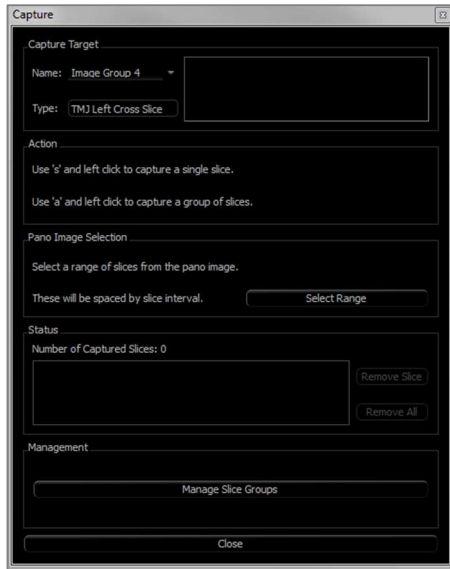 Capture
Capture Target
Name: Image Group 4
Type: TMJ Left Cross Slice
Action
Use 's' and left click to capture a single slice.
Use 'a' and left click to capture a group of slices.
Pano Image Selection
Select a range of slices from the pano image.
These will be spaced by slice interval. Select Range
Status
Number of Captured Slices: 0
Remove Slice
Remove All
Management
Manage Slice Groups
Close